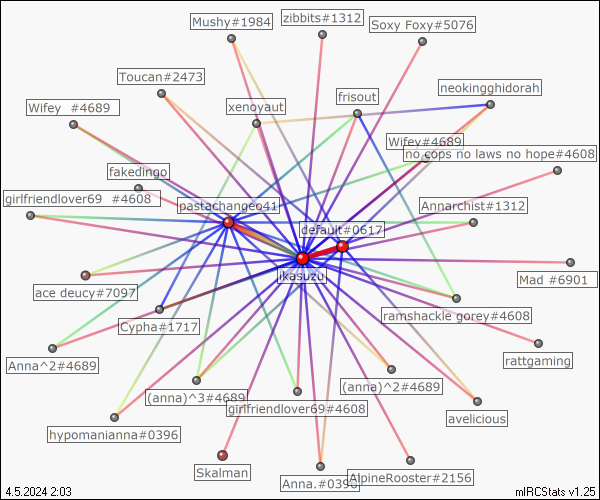 Mushy#1984
zibbits#1312
Soxy Foxy#5076
Toucan#2473
xenoyaut
frisout
neokingghidorah
Wifey #4689
Wifey#4689
no cops no laws no hope#4608
fakedingo
girlfriendlover69 #4608
pastachangeo41
Annarchist#1312
default#0617
ikasuzu
ace deucy#7097
Mad #6901
Cypha#1717
ramshackle gorey#4608
Anna^2#4689
rattgaming
(anna)^3#4689
(anna)^2#4689
girlfriendlover69#4608
avelicious
hypomanianna#0396
Skalman
Anna.#0396
AlpineRooster#2156
4.5.2024 2:03
mIRCStats v1.25